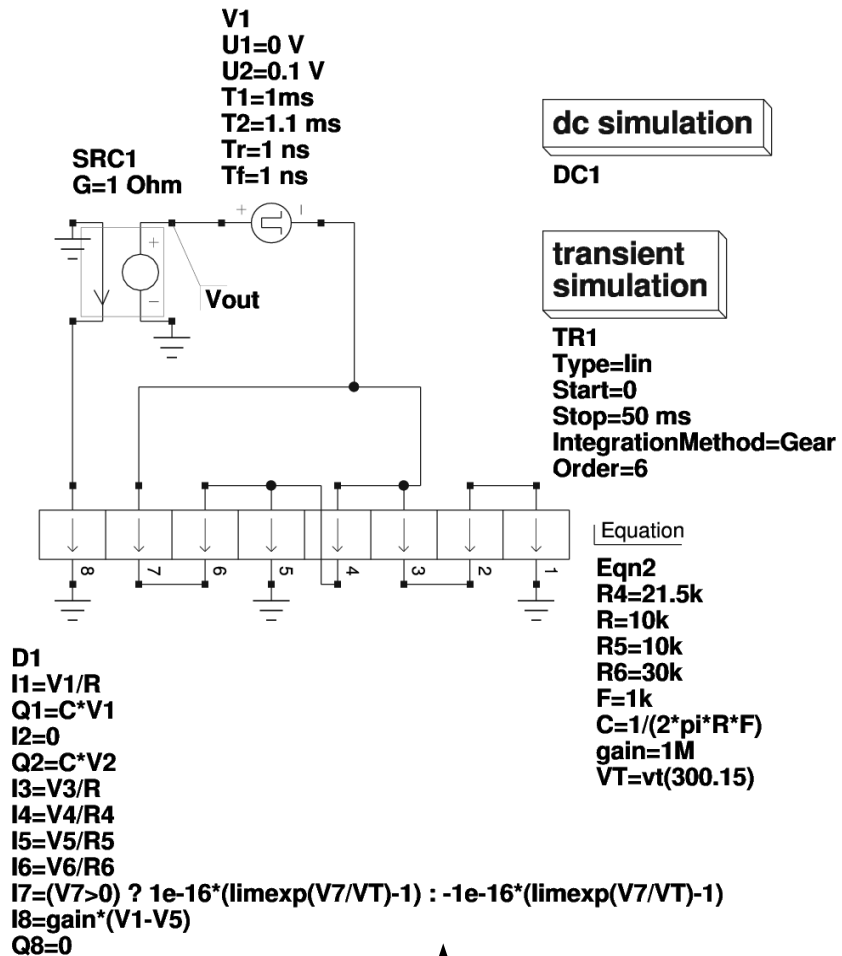 V1
U1=0 V
U2=0.1 V
T1=1ms
T2=1.1 ms
Tr=1 ns
Tf=1 ns
dc simulation
DC1
SRC1
G=1 Ohm
+
Vout
+
transient
simulation
TR1
Type=lin
Start=0
Stop=50 ms
IntegrationMethod=Gear
Order=6
8
7
6
5
4
3
2
1
Equation
Eqn2
R4=21.5k
R=10k
R5=10k
R6=30k
F=1k
C=1/(2*pi*R*F)
gain=1M
VT=vt(300.15)
D1
I1=V1/R
Q1=C*V1
I2=0
Q2=C*V2
I3=V3/R
I4=V4/R4
I5=V5/R5
I6=V6/R6
I7=(V7>0) ? 1e-16*(limexp(V7/VT)-1) : -1e-16*(limexp(V7/VT)-1)
I8=gain*(V1-V5)
Q8=0